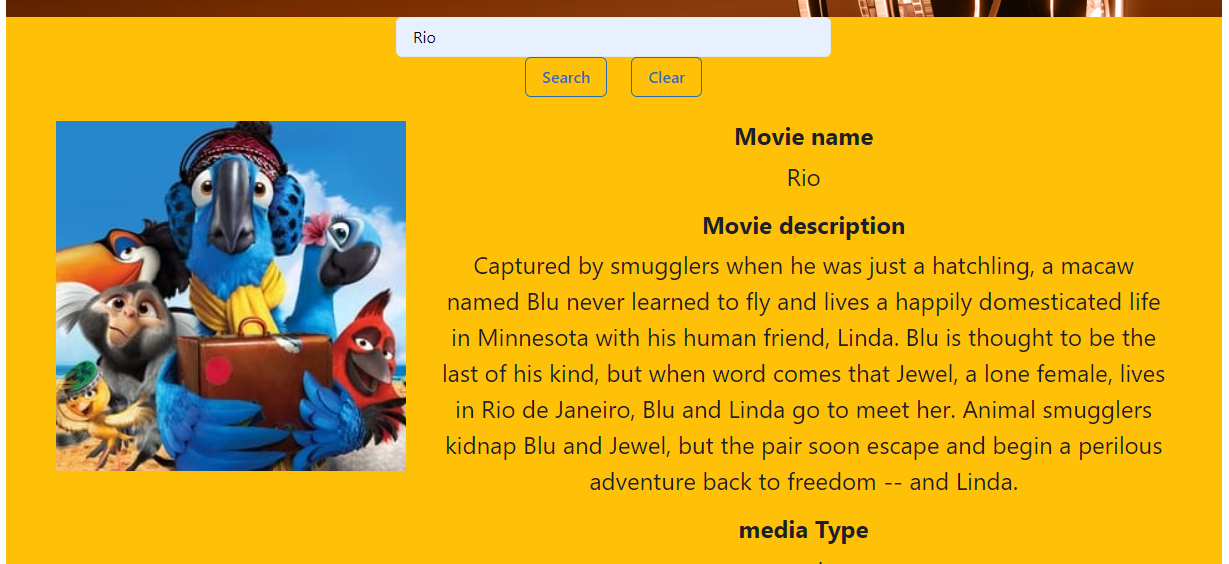 Rio
Search Clear
Movie name
Rio
Movie description
Captured by smugglers when he was just a hatchling, a macaw
named Blu never learned to fly and lives a happily domesticated life
in Minnesota with his human friend, Linda. Blu is thought to be the
last of his kind, but when word comes that Jewel, a lone female, lives
in Rio de Janeiro, Blu and Linda go to meet her. Animal smugglers
kidnap Blu and Jewel, but the pair soon escape and begin a perilous
adventure back to freedom -- and Linda.
media Type